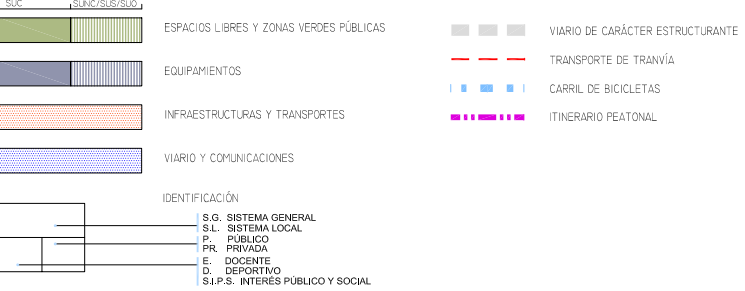 SUC
SUNC/SUS/SUO
ESPACIOS LIBRES Y ZONAS VERDES PÚBLICAS
EQUIPAMIENTOS
INFRAESTRUCTURAS Y TRANSPORTES
VIARIO Y COMUNICACIONES
IDENTIFICACIÓN
S.G. SISTEMA GENERAL
S.L. SISTEMA LOCAL
P. PÚBLICO
PR. PRIVADA
E. DOCENTE
D. DEPORTIVO
S.I.P.S. INTERÉS PÚBLICO Y SOCIAL
VIARIO DE CARÁCTER ESTRUCTURANTE
TRANSPORTE DE TRANVÍA
CARRIL DE BICICLETAS
ITINERARIO PEATONAL